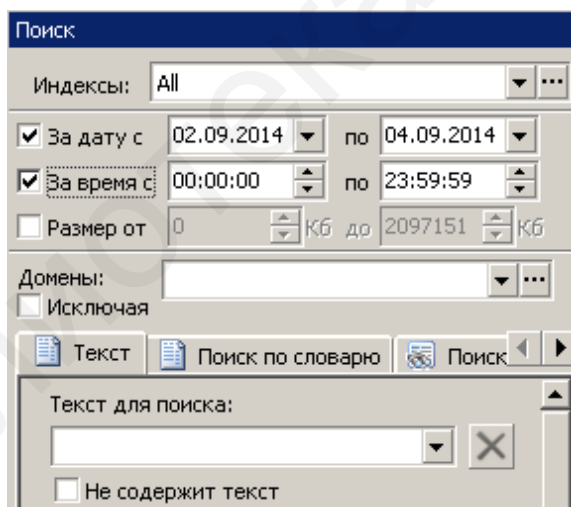 Поиск
Индексы: All
За дату с 02.09.2014 по 04.09.2014
За время с 00:00:00 по 23:59:59
Размер от 0 Кб до 2097151 Кб
Домены:
Исключая
Текст Поиск по словарю Поиск
Текст для поиска:
Не содержит текст